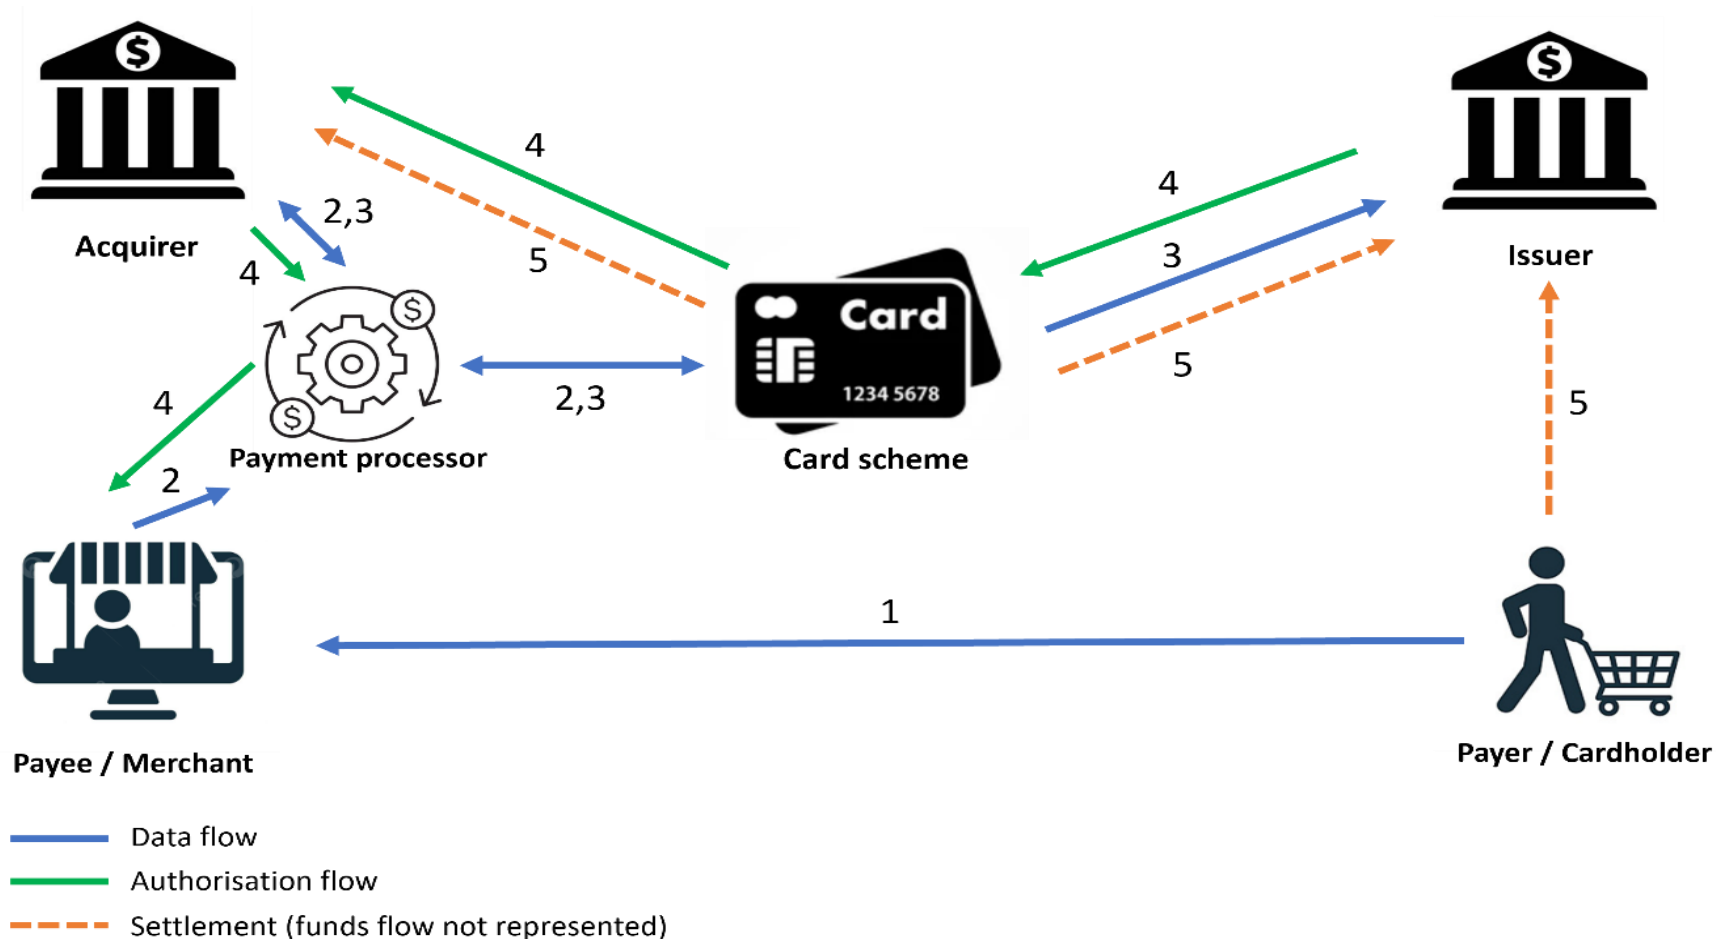 $
$
4
4
2,3
Acquirer
4
5
3
Issuer
$
Card
5
4
2,3
1234 5678
5
$
Payment processor
Card scheme
2
1
Payee / Merchant
Payer / Cardholder
Data flow
Authorisation flow
Settlement (funds flow not represented)